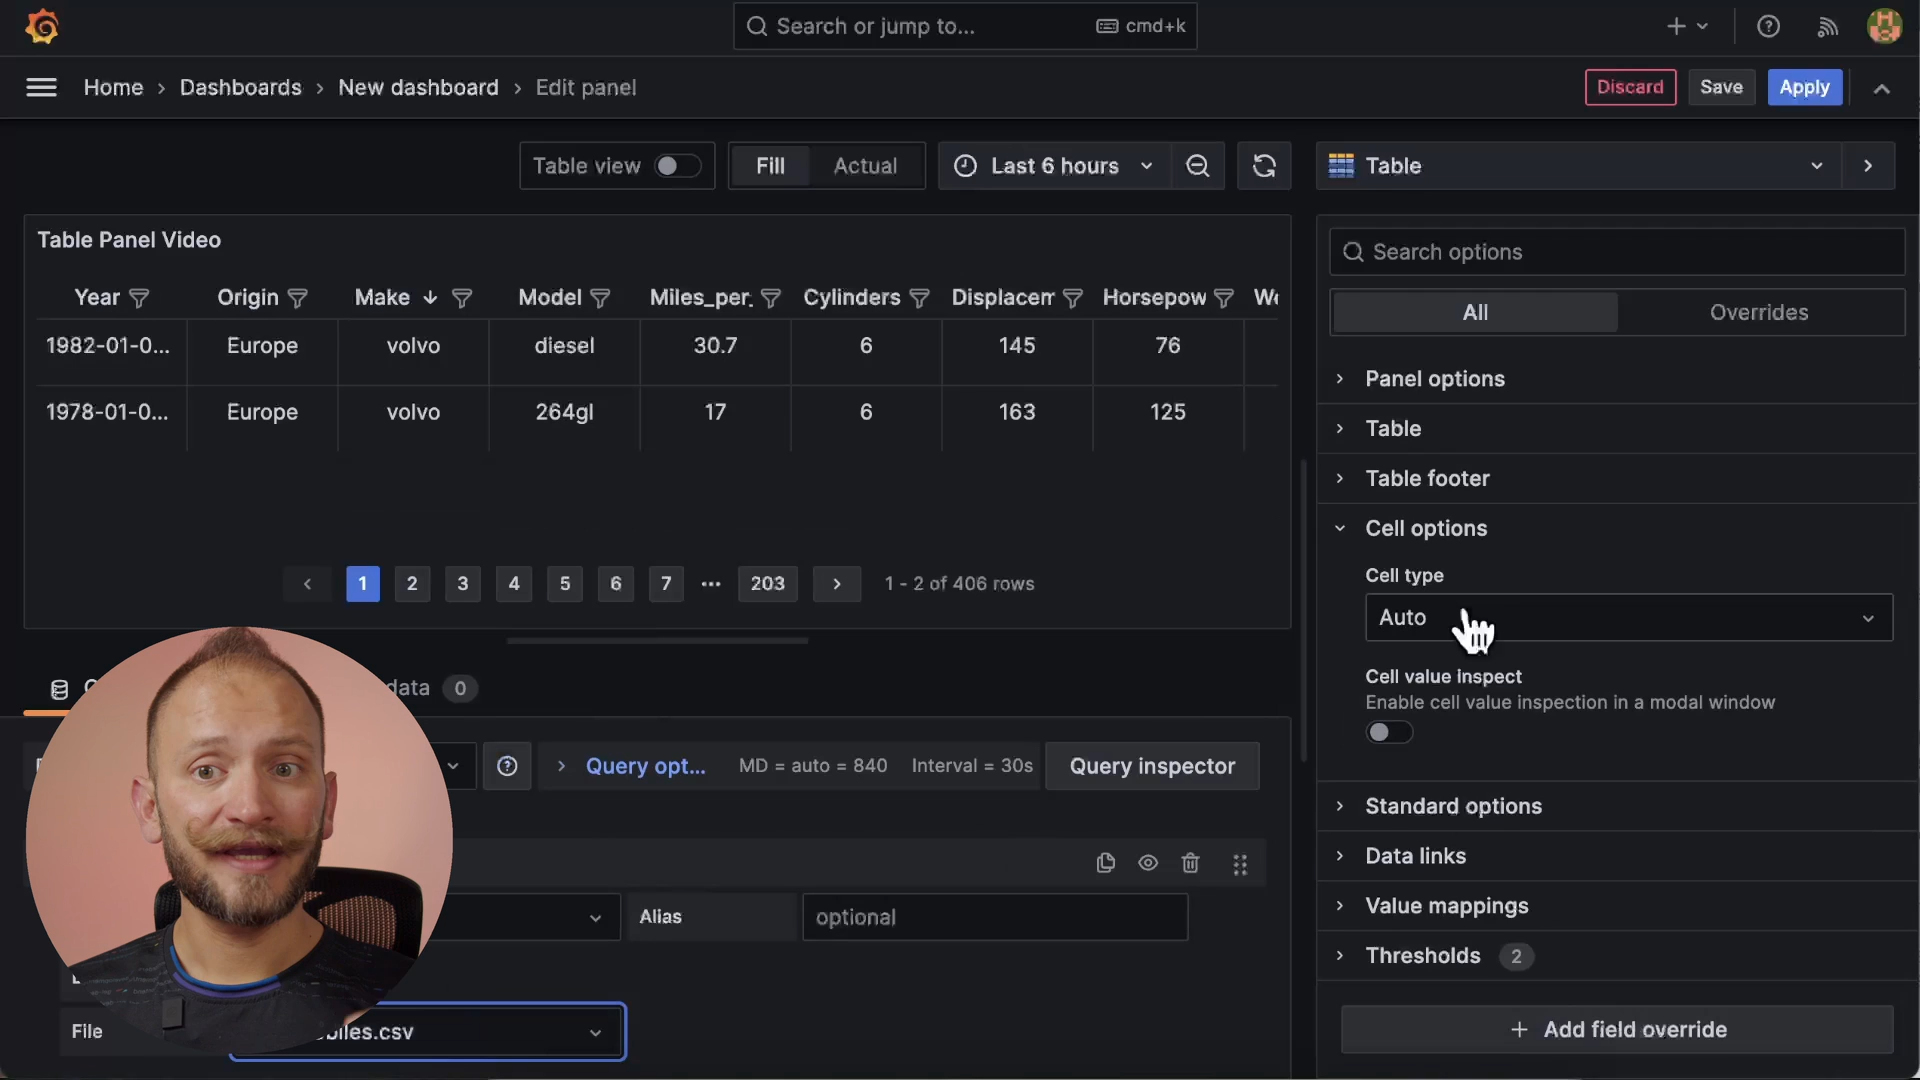 Search or jump to... cmd+k
Home › Dashboards › New dashboard › Edit panel
Discard Save Apply
Table view Fill Actual Last 6 hours
Table
Table Panel Video
Year Origin Make Model Miles_per. Cylinders Displacem Horsepow We
1982-01-0... Europe volvo diesel 30.7 6 145 76
1978-01-0... Europe volvo 264gl 17 6 163 125
‹ 1 2 3 4 5 6 7 ... 203 › 1 - 2 of 406 rows
data 0
Query opt... MD = auto = 840 Interval = 30s Query inspector
Alias optional
File biles.csv
Search options
All Overrides
Panel options
Table
Table footer
Cell options
Cell type
Auto
Cell value inspect
Enable cell value inspection in a modal window
Standard options
Data links
Value mappings
Thresholds 2
+ Add field override